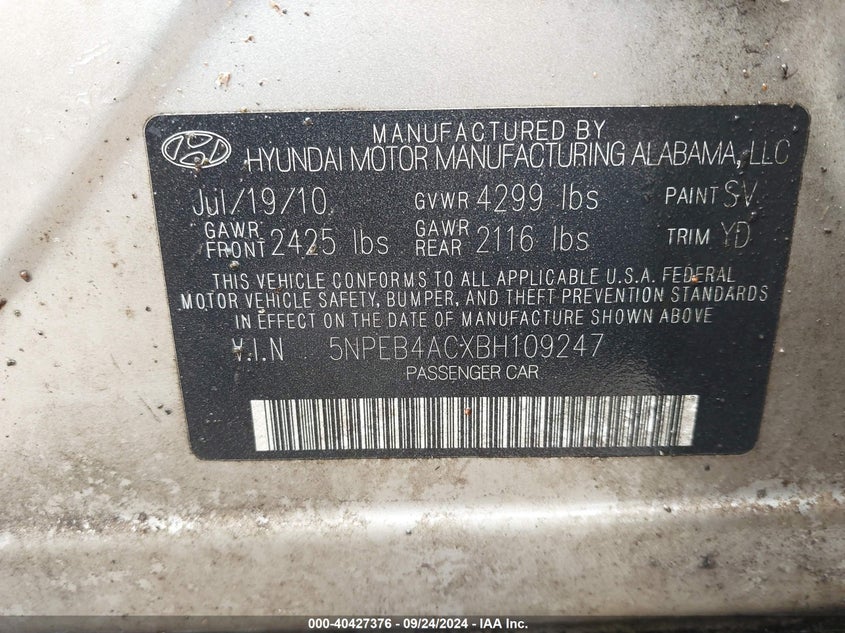 MANUFACTURED BY
HYUNDAI MOTOR MANUFACTURING ALABAMA, LLC
Jul/19/10 GVWR 4299 lbs PAINT SV
GAWR FRONT 2425 lbs GAWR REAR 2116 lbs TRIM YD
THIS VEHICLE CONFORMS TO ALL APPLICABLE U.S.A. FEDERAL
MOTOR VEHICLE SAFETY, BUMPER, AND THEFT PREVENTION STANDARDS
IN EFFECT ON THE DATE OF MANUFACTURE SHOWN ABOVE
V.I.N 5NPEB4ACXBH109247
PASSENGER CAR
000-40427376 - 09/24/2024 - IAA Inc.